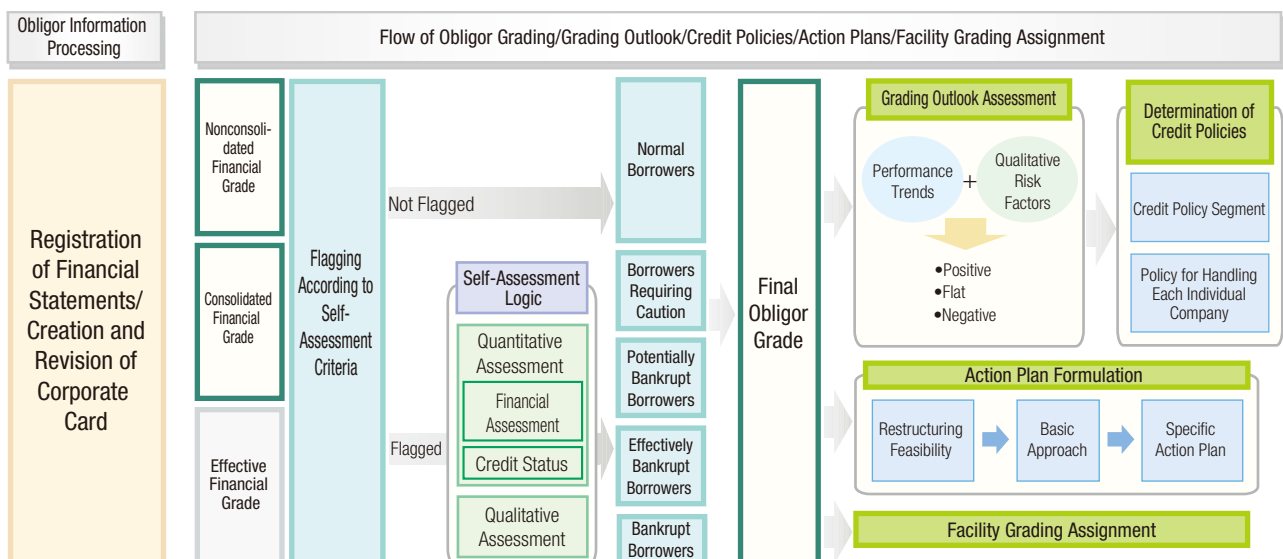 Obligor Information
Processing
Flow of Obligor Grading/Grading Outlook/Credit Policies/Action Plans/Facility Grading Assignment
Registration
of Financial
Statements/
Creation and
Revision of
Corporate
Card
Nonconsoli-
dated
Financial
Grade
Consolidated
Financial
Grade
Effective
Financial
Grade
Flagging
According to
Self-
Assessment
Criteria
Not Flagged
Flagged
Self-Assessment
Logic
Quantitative
Assessment
Financial
Assessment
Credit Status
Qualitative
Assessment
Normal
Borrowers
Borrowers
Requiring
Caution
Potentially
Bankrupt
Borrowers
Effectively
Bankrupt
Borrowers
Bankrupt
Borrowers
Final
Obligor
Grade
Grading Outlook Assessment
Performance
Trends
+
Qualitative
Risk
Factors
•Positive
•Flat
•Negative
Determination of
Credit Policies
Credit Policy Segment
Policy for Handling
Each Individual
Company
Action Plan Formulation
Restructuring
Feasibility
Basic
Approach
Specific
Action Plan
Facility Grading Assignment